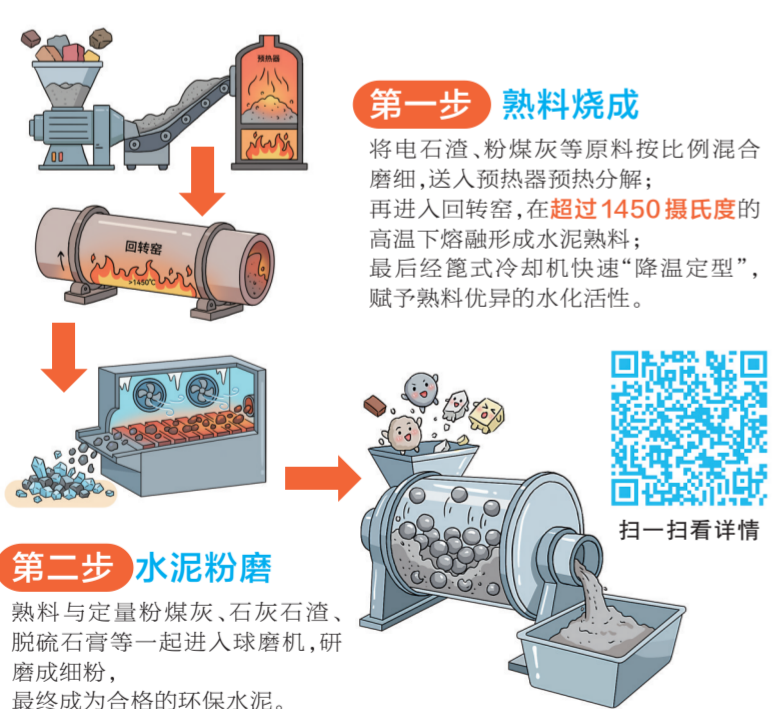 预热器
第一步 熟料烧成
将电石渣、粉煤灰等原料按比例混合
磨细,送入预热器预热分解;
再进入回转窑,在超过1450摄氏度的
高温下熔融形成水泥熟料;
最后经篦式冷却机快速“降温定型”,
赋予熟料优异的水化活性。
回转窑
>1450℃
扫一扫看详情
第二步 水泥粉磨
熟料与定量粉煤灰、石灰石渣、
脱硫石膏等一起进入球磨机,研
磨成细粉,
最终成为合格的环保水泥。